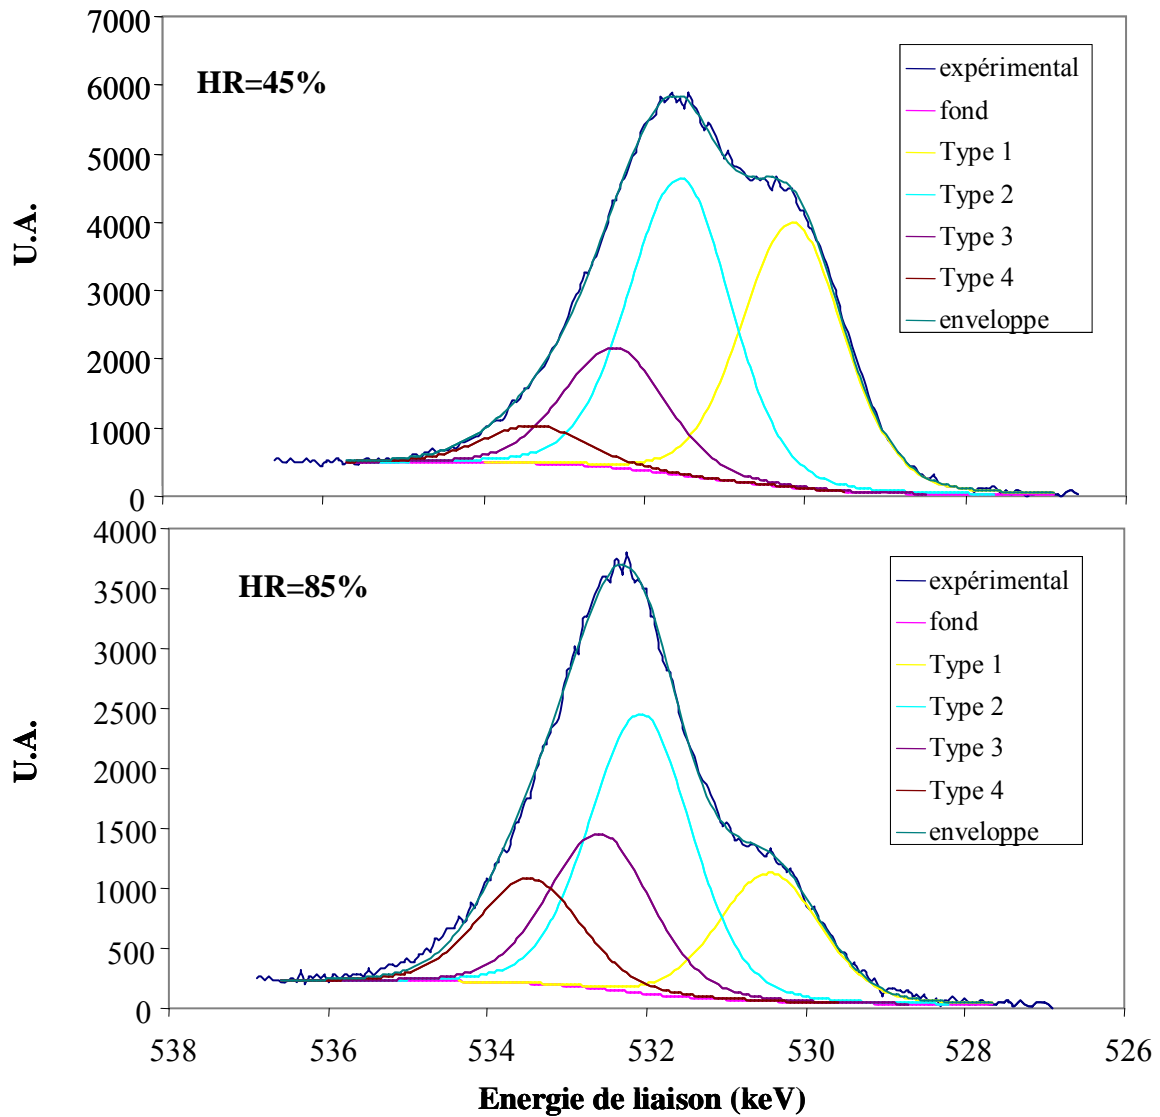 7000
6000
5000
4000
3000
2000
1000
0
U.A.
HR=45%
expérimental
fond
Type 1
Type 2
Type 3
Type 4
enveloppe
4000
3500
3000
2500
2000
1500
1000
500
0
U.A.
HR=85%
expérimental
fond
Type 1
Type 2
Type 3
Type 4
enveloppe
538 536 534 532 530 528 526
Energie de liaison (keV)